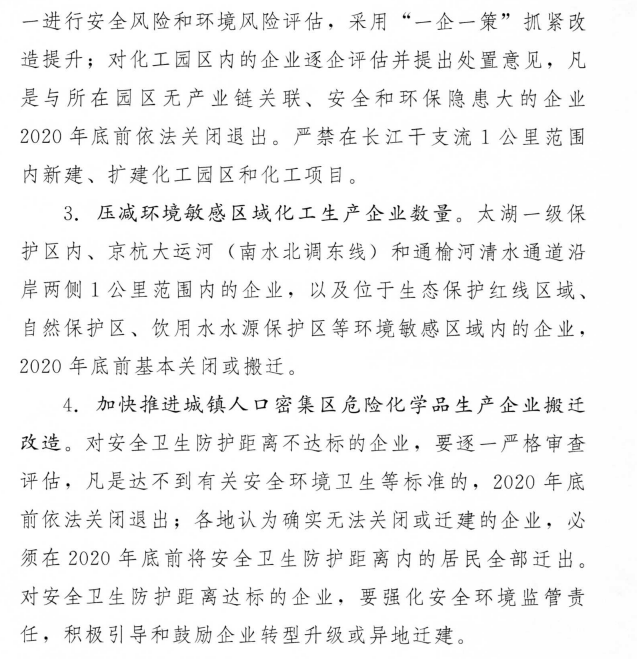 一进行安全风险和环境风险评估，采用“一企一策”抓紧改
造提升；对化工园区内的企业逐企评估并提出处置意见，凡
是与所在园区无产业链关联、安全和环保隐患大的企业
2020 年底前依法关闭退出。严禁在长江干支流 1 公里范围
内新建、扩建化工园区和化工项目。
3. 压减环境敏感区域化工生产企业数量。太湖一级保
护区内、京杭大运河（南水北调东线）和通榆河清水通道沿
岸两侧 1 公里范围内的企业，以及位于生态保护红线区域、
自然保护区、饮用水水源保护区等环境敏感区域内的企业，
2020 年底前基本关闭或搬迁。
4. 加快推进城镇人口密集区危险化学品生产企业搬迁
改造。对安全卫生防护距离不达标的企业，要逐一严格审查
评估，凡是达不到有关安全环境卫生等标准的，2020 年底
前依法关闭退出；各地认为确实无法关闭或迁建的企业，必
须在 2020 年底前将安全卫生防护距离内的居民全部迁出。
对安全卫生防护距离达标的企业，要强化安全环境监管责
任，积极引导和鼓励企业转型升级或异地迁建。